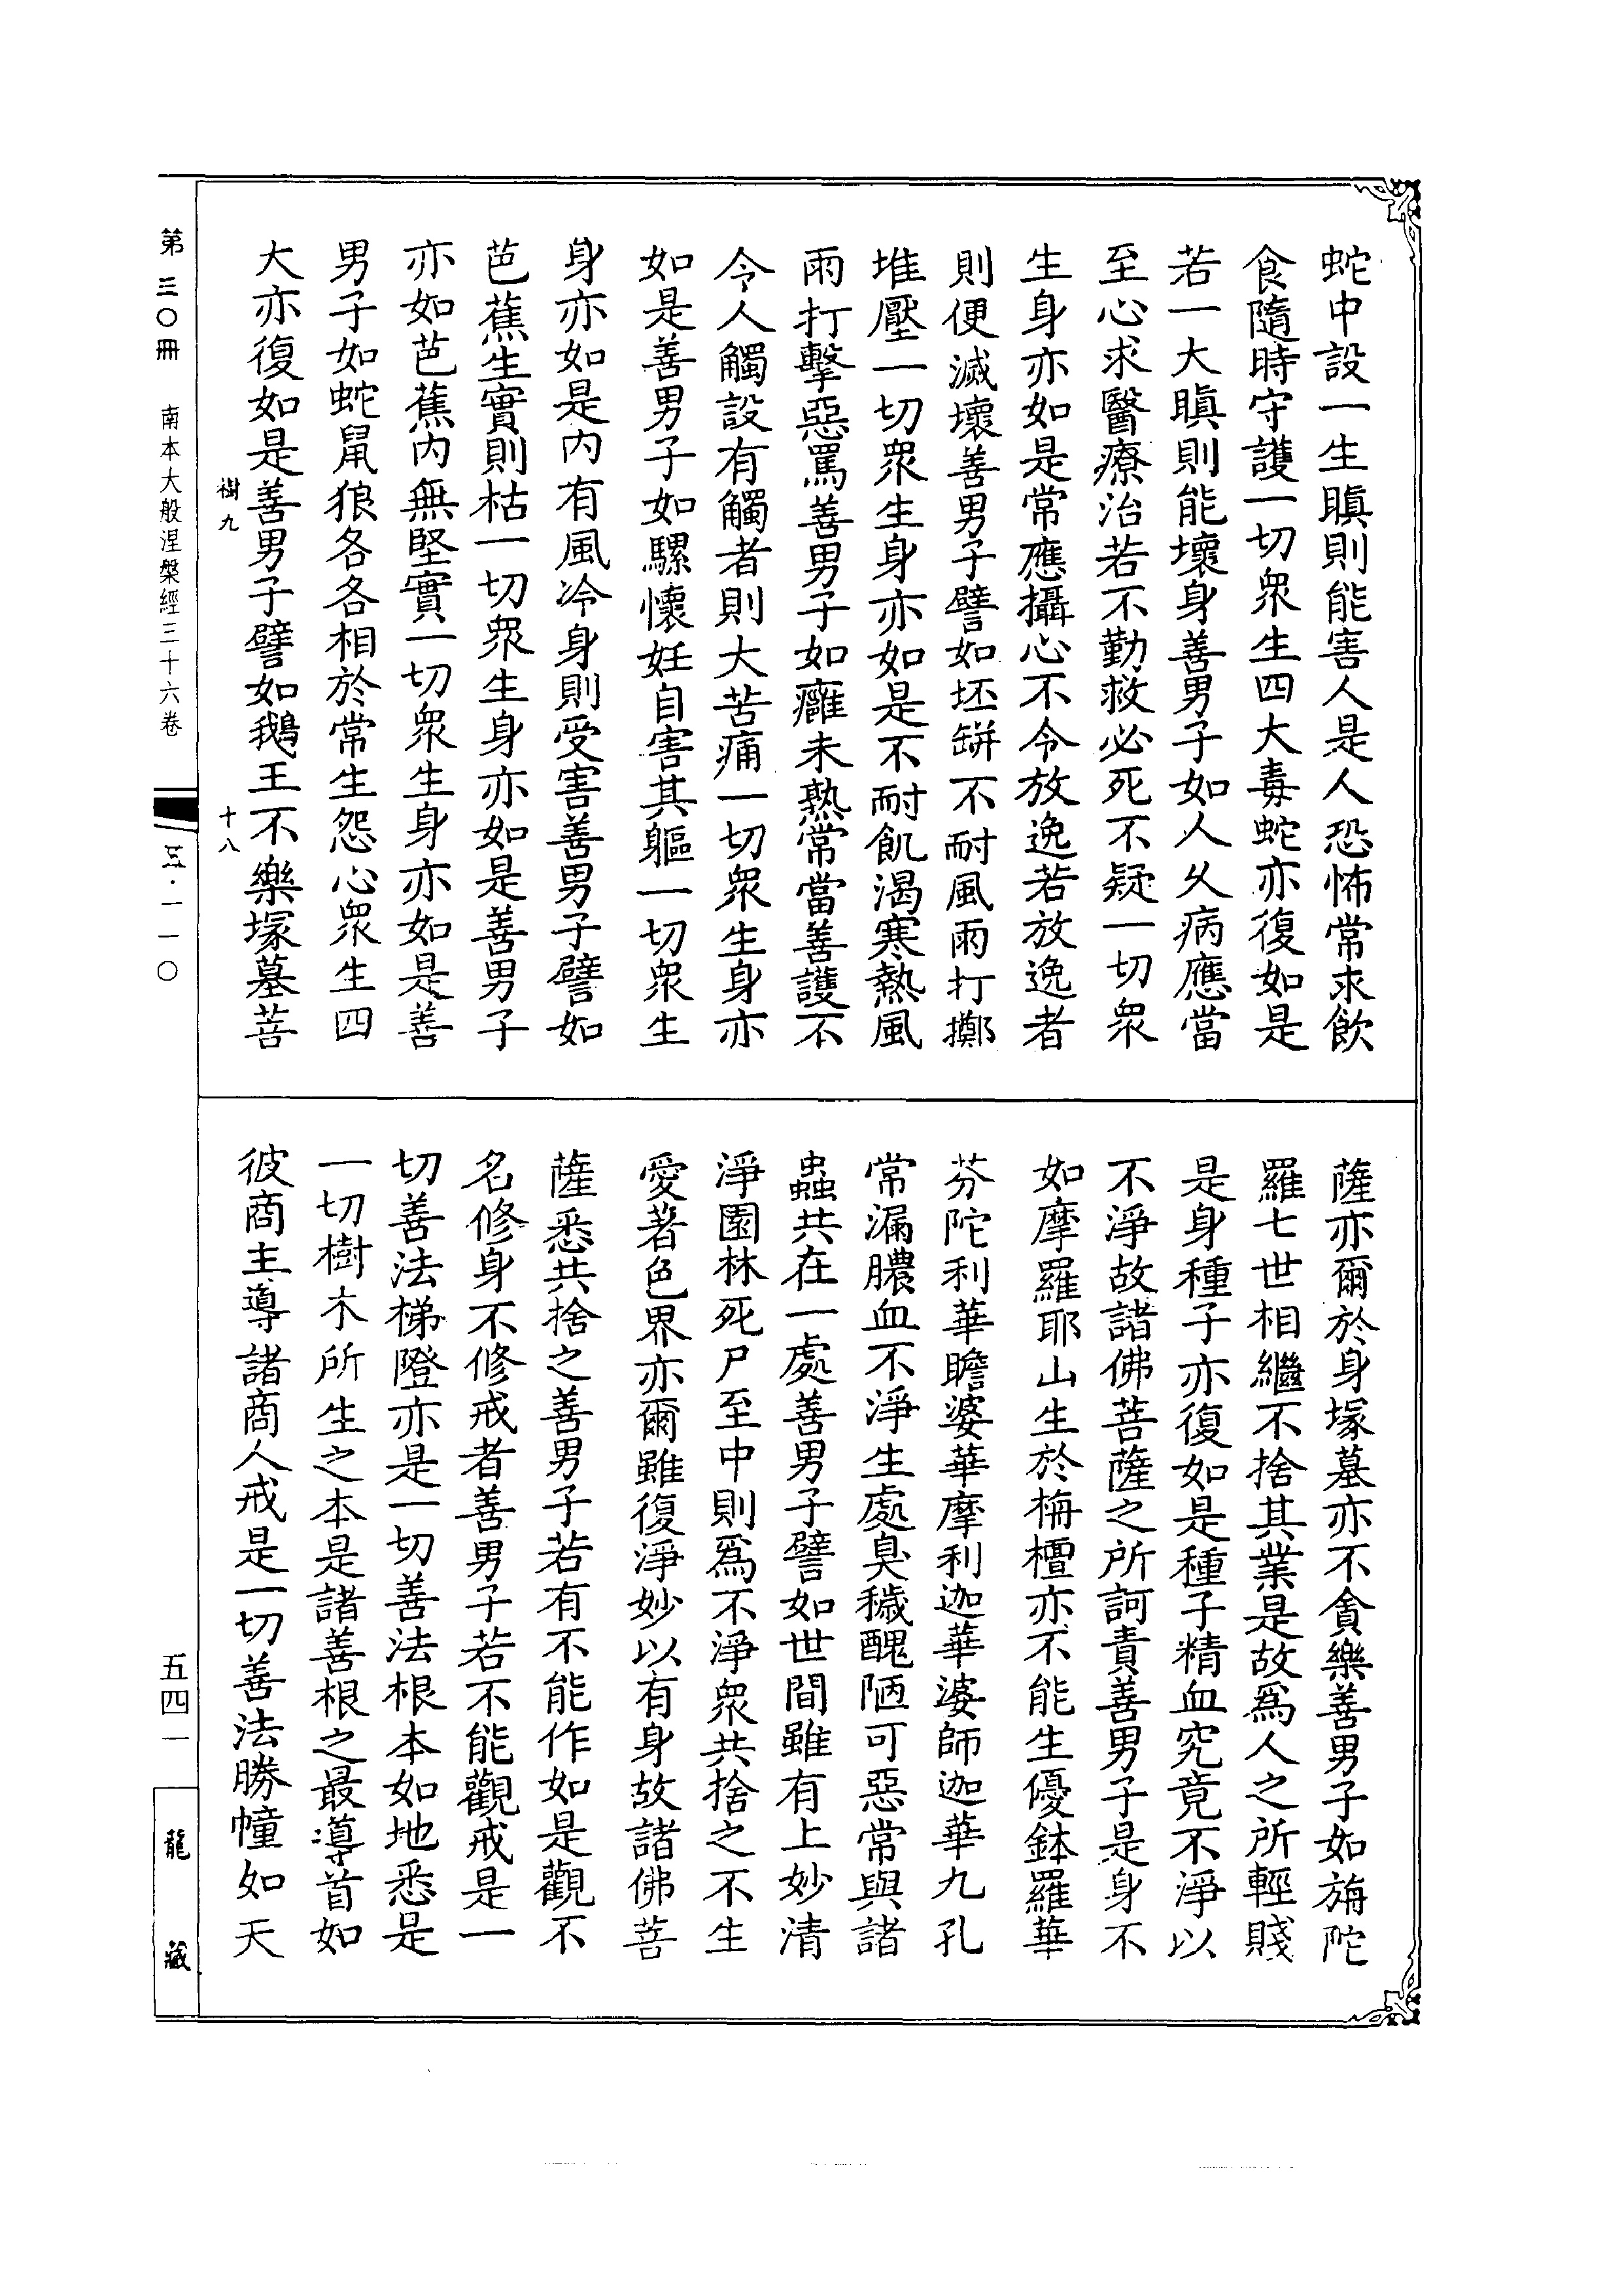 蛇中設一生瞋則能害人是人恐怖常求飲
食隨時守護一切眾生四大毒蛇亦復如是
若一大瞋則能壞身善男子如人久病應當
至心求醫療治若不勤救必死不疑一切眾
生身亦如是常應攝心不令放逸若放逸者
則便滅壞善男子譬如坯缾不耐風雨打擲
堆壓一切眾生身亦如是不耐飢渴寒熱風
雨打擊惡罵善男子如癰未熟常當善護不
令人觸設有觸者則大苦痛一切眾生身亦
如是善男子如騾懷妊自害其軀一切眾生
身亦如是內有風冷身則受害善男子譬如
芭蕉生實則枯一切眾生身亦如是善男子
亦如芭蕉內無堅實一切眾生身亦如是善
男子如蛇鼠狼各各相於常生怨心眾生四
大亦復如是善男子譬如鵝王不樂塚墓菩
薩亦爾於身塚墓亦不貪樂善男子如旃陀
羅七世相繼不捨其業是故為人之所輕賤
是身種子亦復如是種子精血究竟不淨以
不淨故諸佛菩薩之所訶責善男子是身不
如摩羅耶山生於栴檀亦不能生優鉢羅華
芬陀利華瞻婆華摩利迦華婆師迦華九孔
常漏膿血不淨生處臭穢醜陋可惡常與諸
蟲共在一處善男子譬如世間雖有上妙清
淨園林死尸至中則為不淨眾共捨之不生
愛著色界亦爾雖復淨妙以有身故諸佛菩
薩悉共捨之善男子若有不能作如是觀不
名修身不修戒者善男子若不能觀戒是一
切善法梯隥亦是一切善法根本如地悉是
一切樹木所生之本是諸善根之最導首如
彼商主導諸商人戒是一切善法勝幢如天
樹九
十八
第三〇冊 南本大般涅槃經三十六卷
五·一一〇
五四一
龍藏